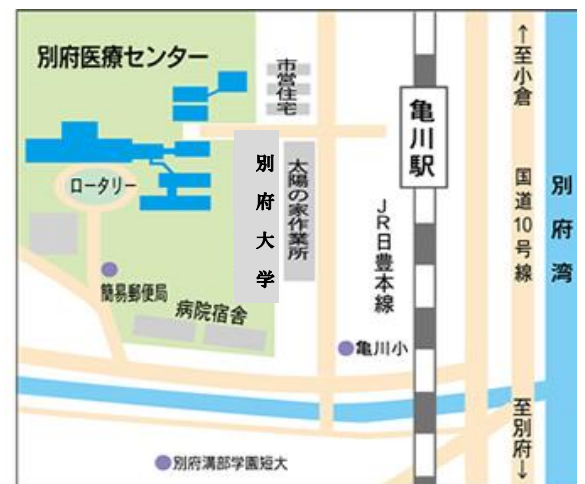 別府医療センター
市営住宅
ロータリー
別府大学
太陽の家作業所
簡易郵便局
病院宿舎
亀川駅
JR日豊本線
亀川小
↑至小倉
国道10号線
至別府↓
別府湾
別府溝部学園短大